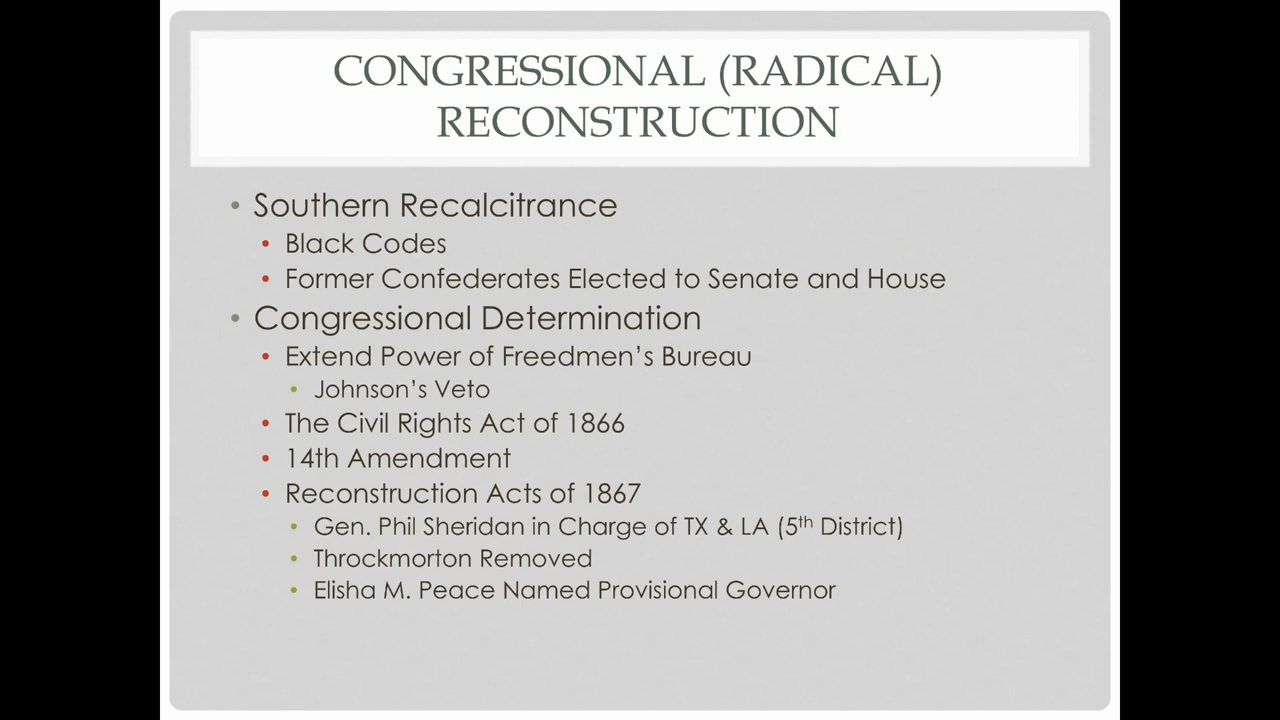 CONGRESSIONAL (RADICAL)
RECONSTRUCTION
• Southern Recalcitrance
• Black Codes
• Former Confederates Elected to Senate and House
• Congressional Determination
• Extend Power of Freedmen’s Bureau
• Johnson’s Veto
• The Civil Rights Act of 1866
• 14th Amendment
• Reconstruction Acts of 1867
• Gen. Phil Sheridan in Charge of TX & LA (5th District)
• Throckmorton Removed
• Elisha M. Peace Named Provisional Governor